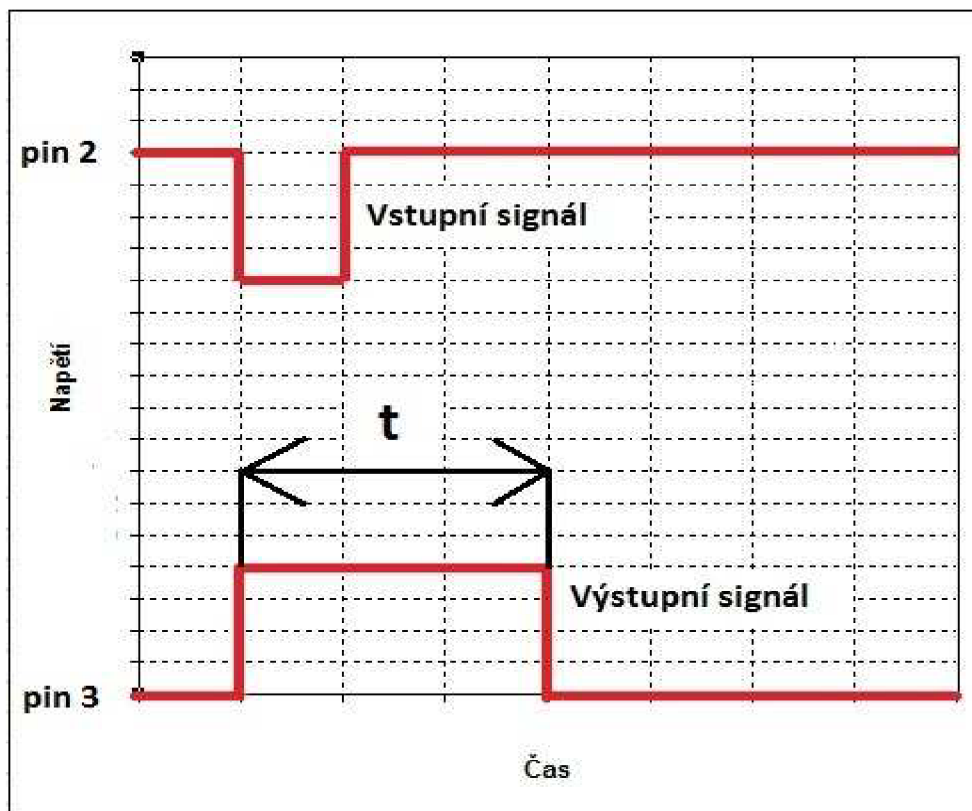 pin 2
Vstupní signál
Napětí
t
Výstupní signál
pin 3
Čas